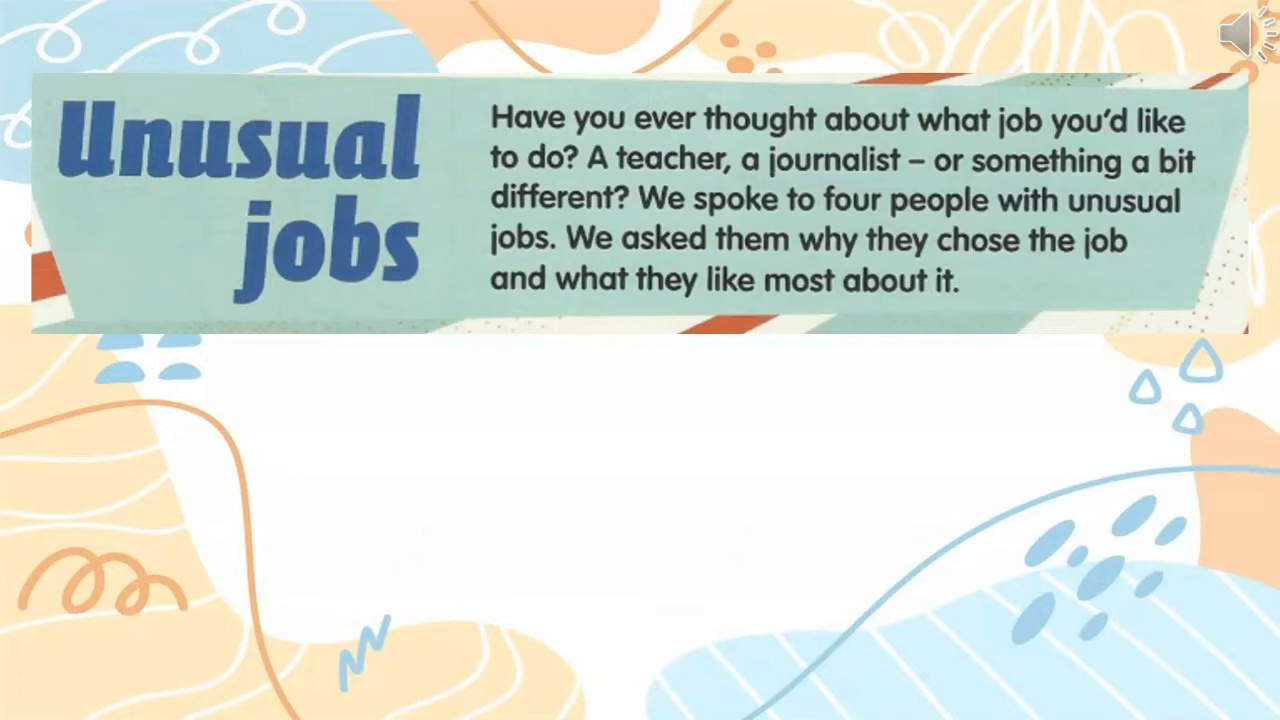 Unusual
jobs
Have you ever thought about what job you'd like
to do? A teacher, a journalist – or something a bit
different? We spoke to four people with unusual
jobs. We asked them why they chose the job
and what they like most about it.